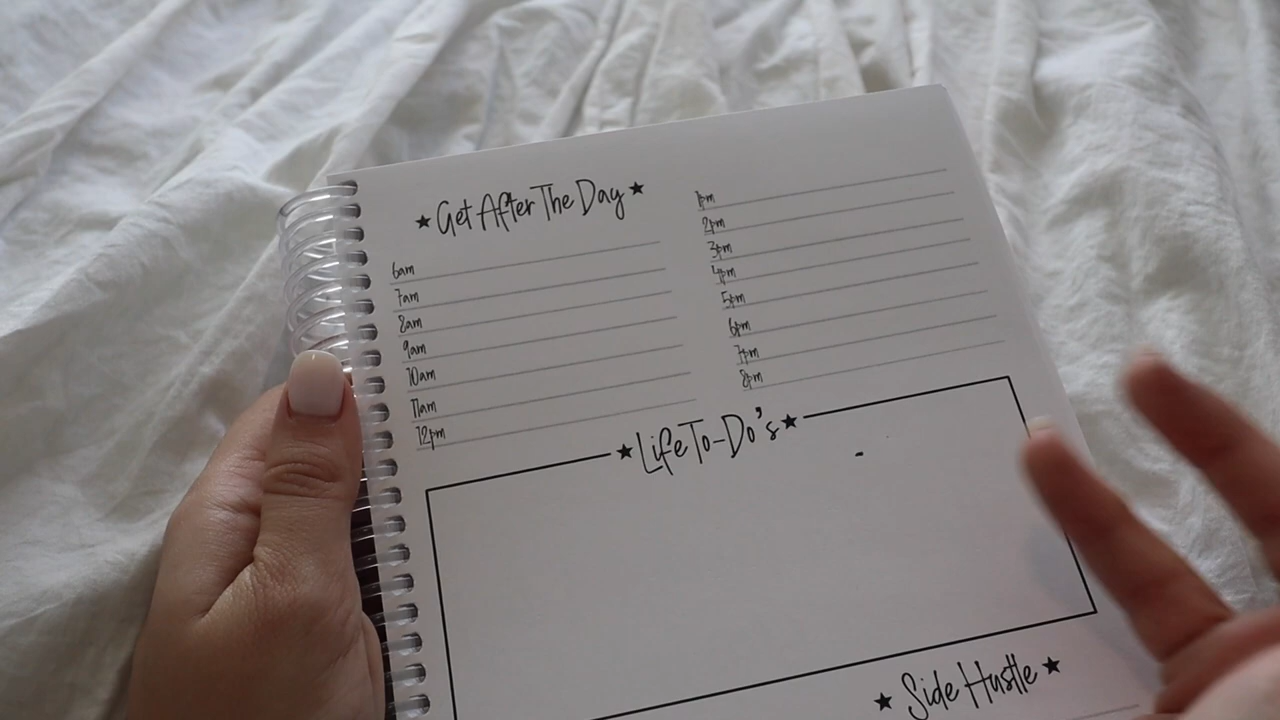 ★ Get After The Day ★
6am
7am
8am
9am
10am
11am
12pm
1pm
2pm
3pm
4pm
5pm
6pm
7pm
8pm
★ Life To-Do's ★
★ Side Hustle ★